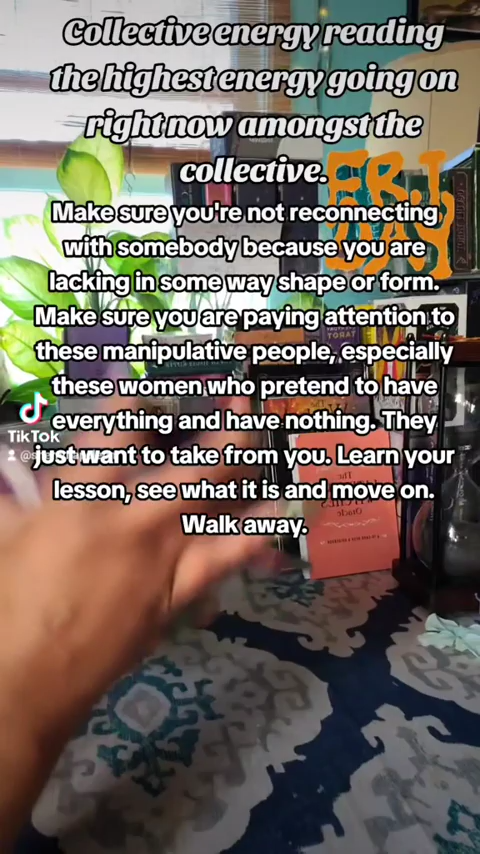 Collective energy reading
the highest energy going on
right now amongst the
collective.
Make sure you're not reconnecting
with somebody because you are
lacking in some way shape or form.
Make sure you are paying attention to
these manipulative people, especially
these women who pretend to have
everything and have nothing. They
just want to take from you. Learn your
lesson, see what it is and move on.
Walk away.
TikTok
The
Oracle
TAROT